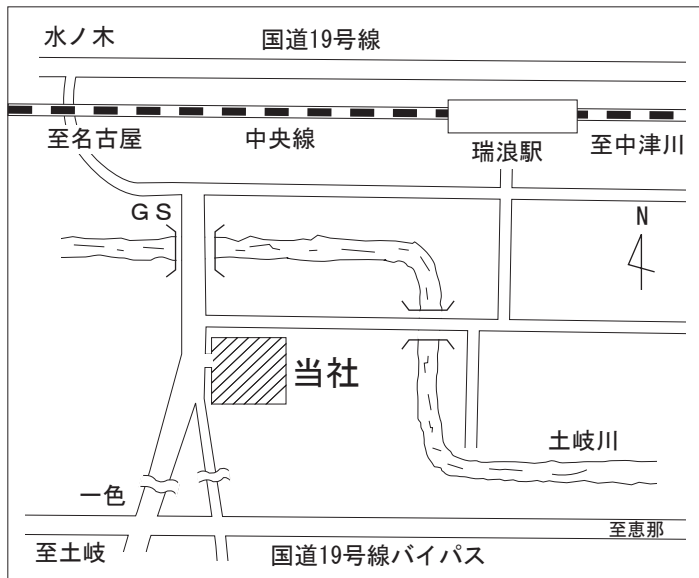 水ノ木
国道19号線
至名古屋
中央線
瑞浪駅
至中津川
ＧＳ
N
当社
土岐川
一色
至恵那
至土岐
国道19号線バイパス